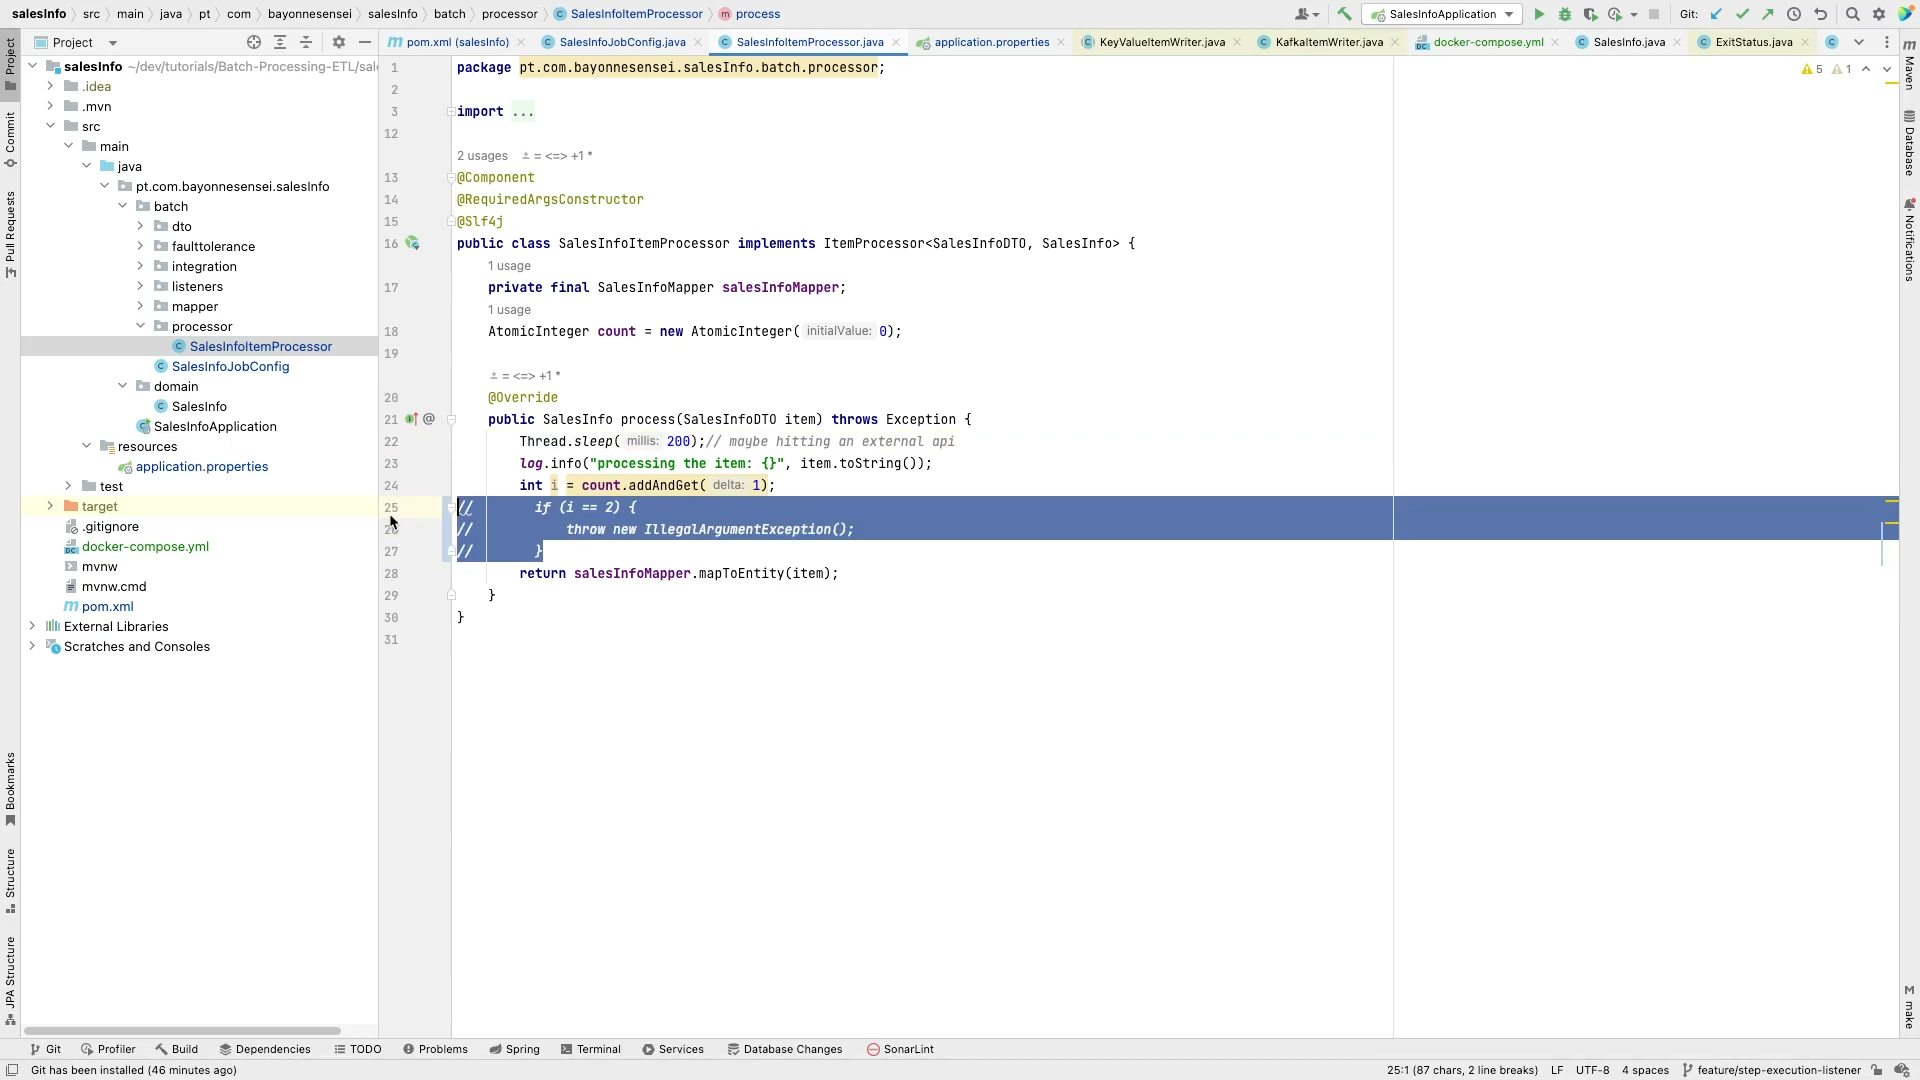 salesInfo src main java pt com bayonnesensei salesInfo batch processor SalesInfoItemProcessor process
SalesInfoApplication Git:
Project
pom.xml (salesInfo) SalesInfoJobConfig.java SalesInfoItemProcessor.java application.properties KeyValueItemWriter.java KafkaItemWriter.java docker-compose.yml SalesInfo.java ExitStatus.java
Project
Commit
Pull Requests
Bookmarks
Structure
JPA Structure
salesInfo ~/dev/tutorials/Batch-Processing-ETL/sal
.idea
.mvn
src
main
java
pt.com.bayonnesensei.salesInfo
batch
dto
faulttolerance
integration
listeners
mapper
processor
SalesInfoItemProcessor
SalesInfoJobConfig
domain
SalesInfo
SalesInfoApplication
resources
application.properties
test
target
.gitignore
docker-compose.yml
mvnw
mvnw.cmd
pom.xml
External Libraries
Scratches and Consoles
1 package pt.com.bayonnesensei.salesInfo.batch.processor;
2
3 import ...
12
2 usages = <=> +1 *
13 @Component
14 @RequiredArgsConstructor
15 @Slf4j
16 public class SalesInfoItemProcessor implements ItemProcessor<SalesInfoDTO, SalesInfo> {
1 usage
17 private final SalesInfoMapper salesInfoMapper;
1 usage
18 AtomicInteger count = new AtomicInteger( initialValue: 0);
19
= <=> +1 *
20 @Override
21 @ public SalesInfo process(SalesInfoDTO item) throws Exception {
22 Thread.sleep( millis: 200);// maybe hitting an external api
23 log.info("processing the item: {}", item.toString());
24 int i = count.addAndGet( delta: 1);
25 // if (i == 2) {
26 // throw new IllegalArgumentException();
27 // }
28 return salesInfoMapper.mapToEntity(item);
29 }
30 }
31
5 1
Maven
Database
Notifications
M make
Git Profiler Build Dependencies TODO Problems Spring Terminal Services Database Changes SonarLint
Git has been installed (46 minutes ago) 25:1 (87 chars, 2 line breaks) LF UTF-8 4 spaces feature/step-execution-listener